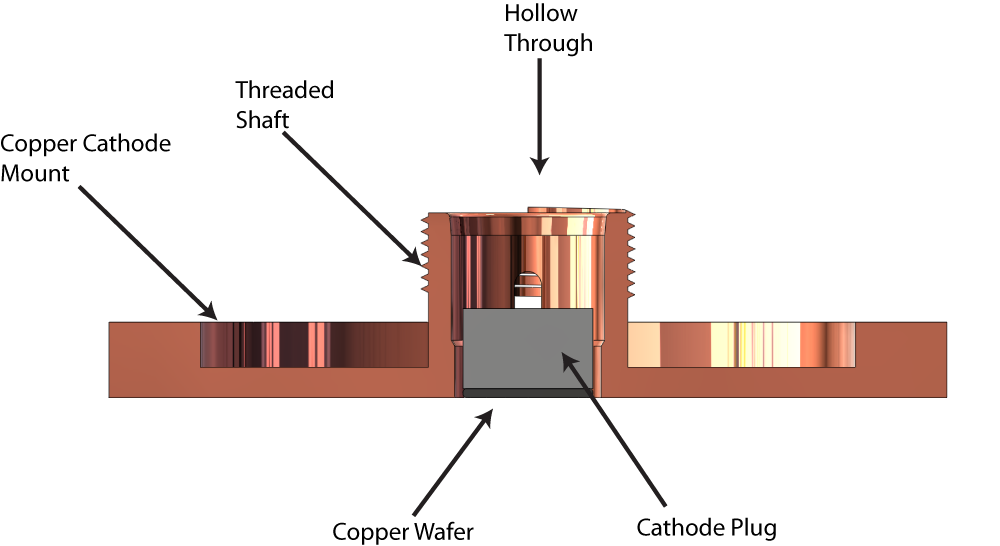 Hollow
Through
Threaded
Shaft
Copper Cathode
Mount
Copper Wafer
Cathode Plug